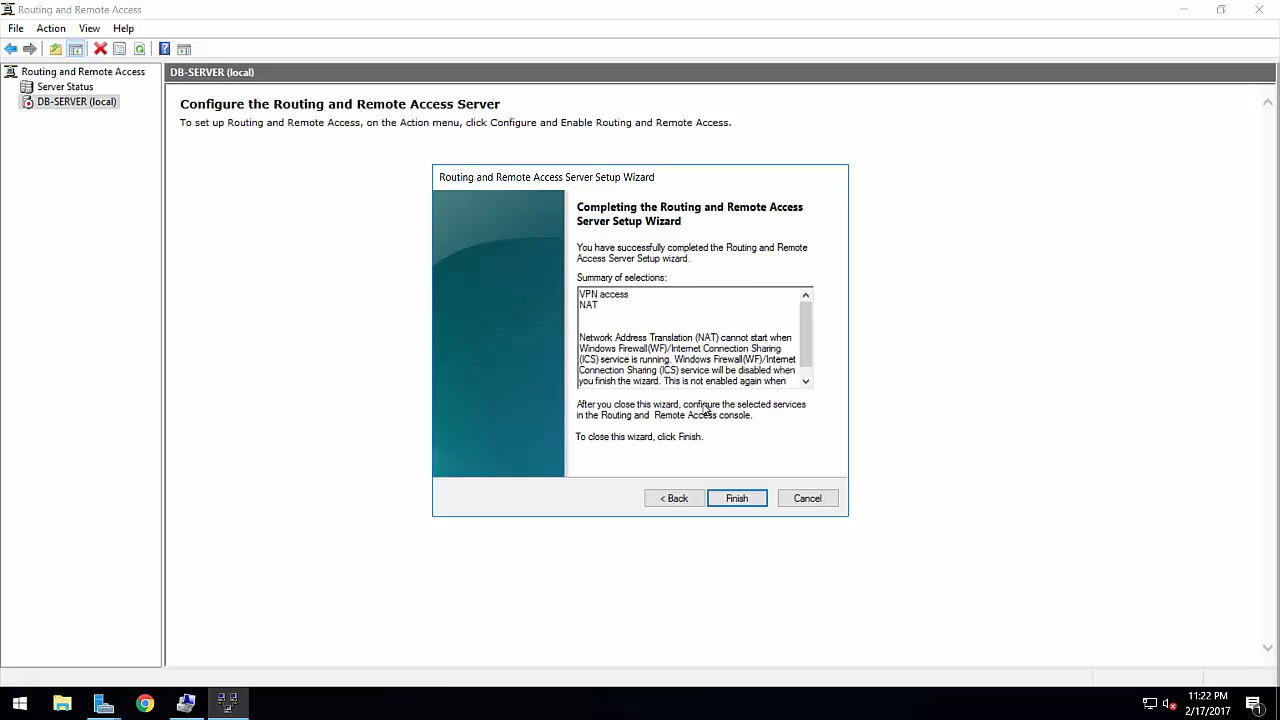 Routing and Remote Access
File Action View Help
Routing and Remote Access
Server Status
DB-SERVER (local)
DB-SERVER (local)
Configure the Routing and Remote Access Server
To set up Routing and Remote Access, on the Action menu, click Configure and Enable Routing and Remote Access.
Routing and Remote Access Server Setup Wizard
Completing the Routing and Remote Access
Server Setup Wizard
You have successfully completed the Routing and Remote
Access Server Setup wizard.
Summary of selections:
VPN access
NAT
Network Address Translation (NAT) cannot start when
Windows Firewall(WF)/Internet Connection Sharing
(ICS) service is running. Windows Firewall(WF)/Internet
Connection Sharing (ICS) service will be disabled when
you finish the wizard. This is not enabled again when
After you close this wizard, configure the selected services
in the Routing and Remote Access console.
To close this wizard, click Finish.
< Back Finish Cancel
11:22 PM
2/17/2017
1